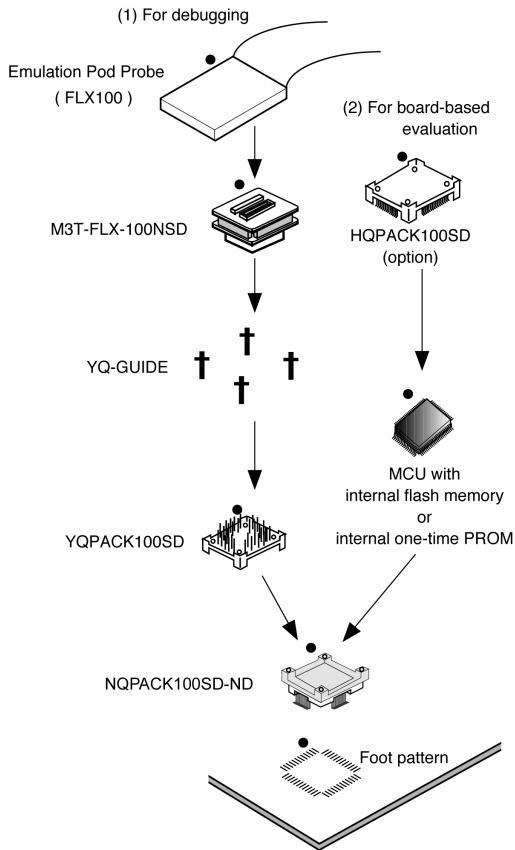 (1) For debugging
Emulation Pod Probe
( FLX100 )
(2) For board-based
evaluation
M3T-FLX-100NSD
HQPACK100SD
(option)
YQ-GUIDE
MCU with
internal flash memory
or
internal one-time PROM
YQPACK100SD
NQPACK100SD-ND
Foot pattern